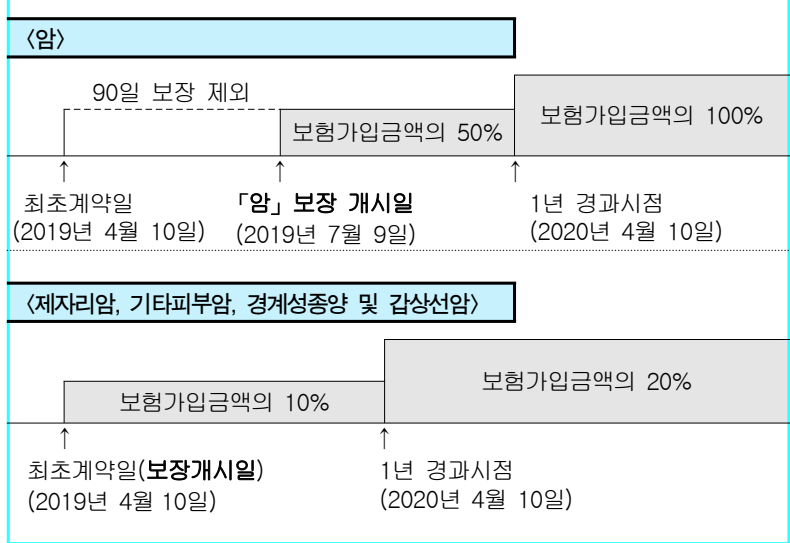 〈암〉
90일 보장 제외
보험가입금액의 50%
보험가입금액의 100%
↑ ↑ ↑
최초계약일 「암」보장 개시일 1년 경과시점
(2019년 4월 10일) (2019년 7월 9일) (2020년 4월 10일)
〈제자리암, 기타피부암, 경계성종양 및 갑상선암〉
보험가입금액의 10%
보험가입금액의 20%
↑ ↑
최초계약일(보장개시일) 1년 경과시점
(2019년 4월 10일) (2020년 4월 10일)